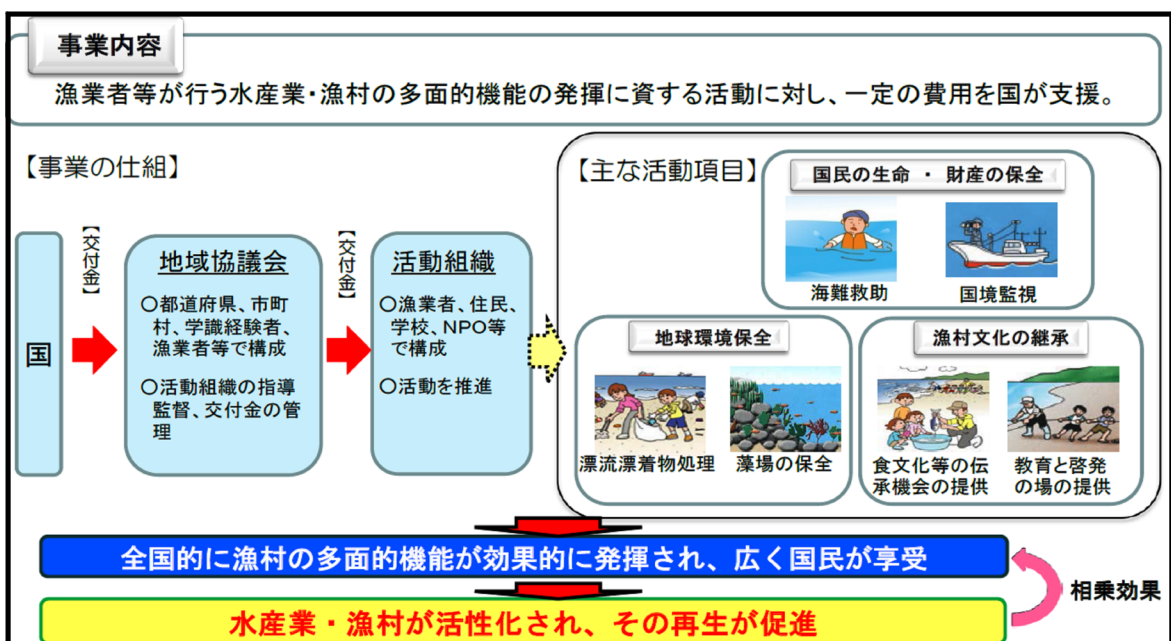 事業内容
漁業者等が行う水産業・漁村の多面的機能の発揮に資する活動に対し、一定の費用を国が支援。
【事業の仕組】
国
【交付金】
地域協議会
○都道府県、市町
村、学識経験者、
漁業者等で構成
○活動組織の指導
監督、交付金の管
理
【交付金】
活動組織
○漁業者、住民、
学校、NPO等
で構成
○活動を推進
【主な活動項目】
国民の生命 ・ 財産の保全
海難救助
国境監視
地球環境保全
漂流漂着物処理
藻場の保全
漁村文化の継承
食文化等の伝
承機会の提供
教育と啓発
の場の提供
全国的に漁村の多面的機能が効果的に発揮され、広く国民が享受
水産業・漁村が活性化され、その再生が促進
相乗効果